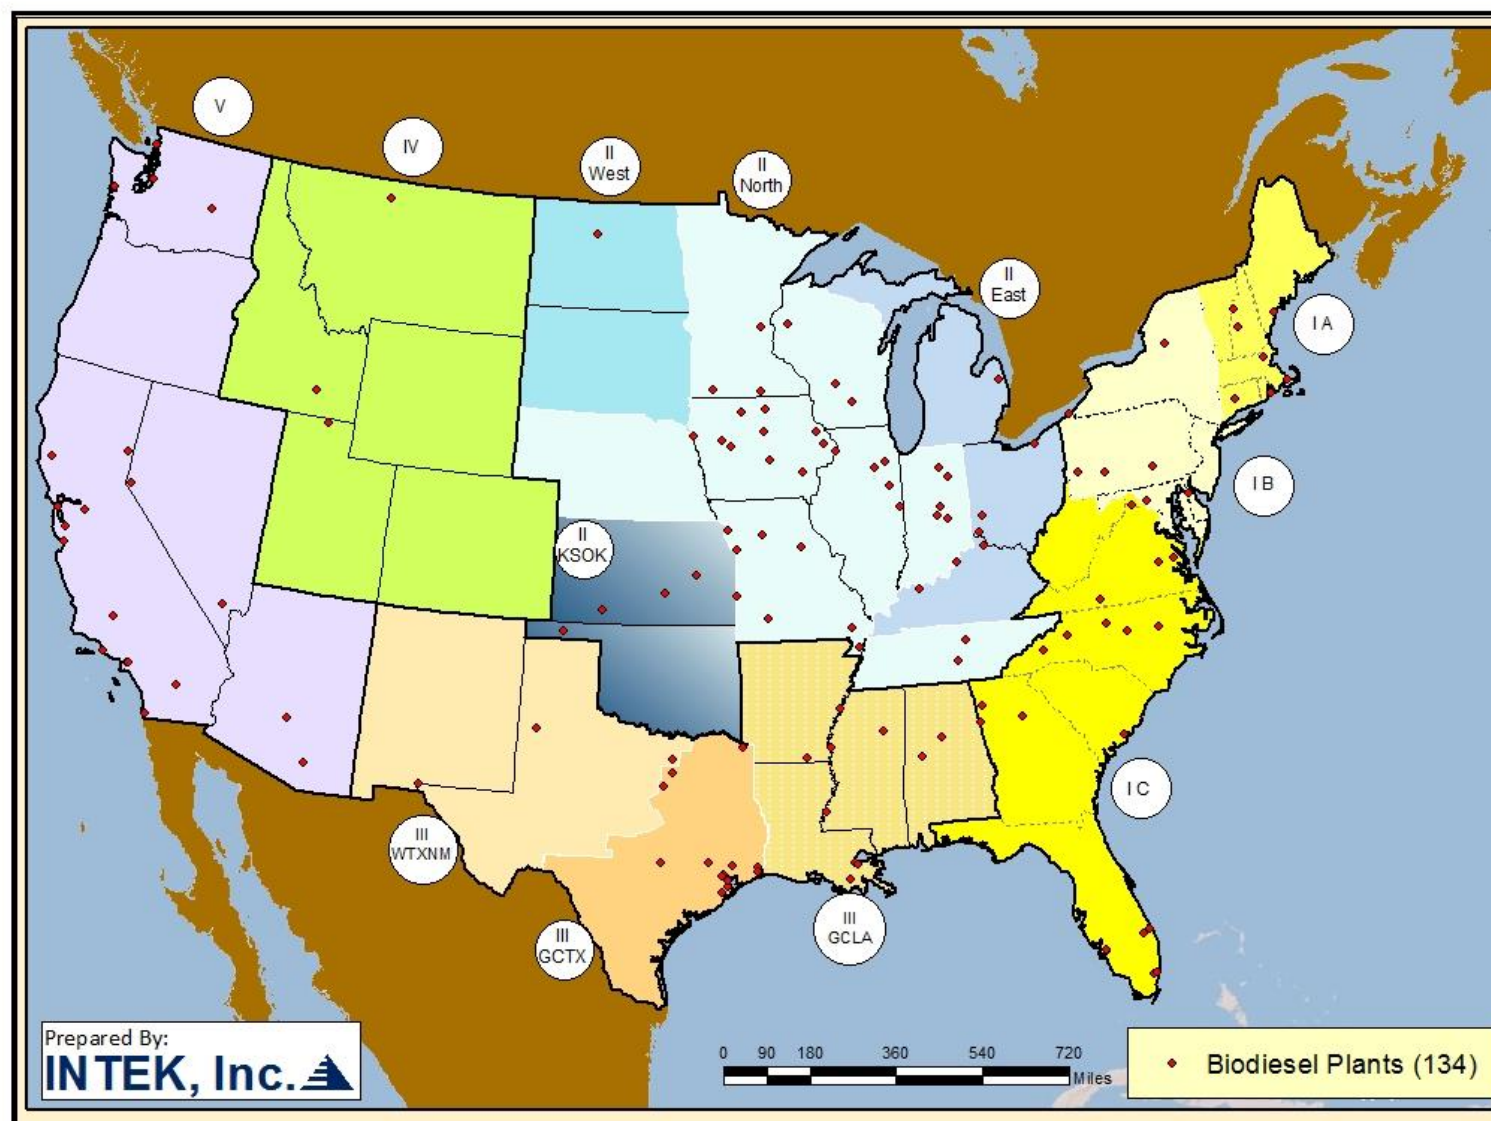 V
IV
II
West
II
North
II
East
I A
I B
II
KSOK
I C
III
WTXNM
III
GCTX
III
GCLA
Prepared By:
INTEK, Inc.
0 90 180 360 540 720
Miles
Biodiesel Plants (134)